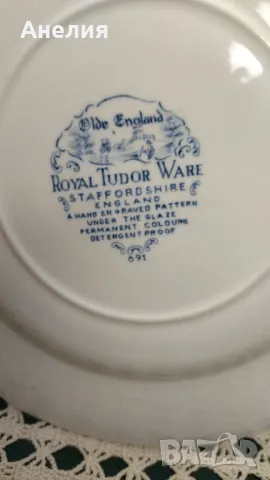 Анелия
Olde England
ROYAL TUDOR WARE
STAFFORDSHIRE
ENGLAND
A HAND ENGRAVED PATTERN
UNDER THE GLAZE
PERMANENT COLOURS
DETERGENT PROOF
691
BAZAR